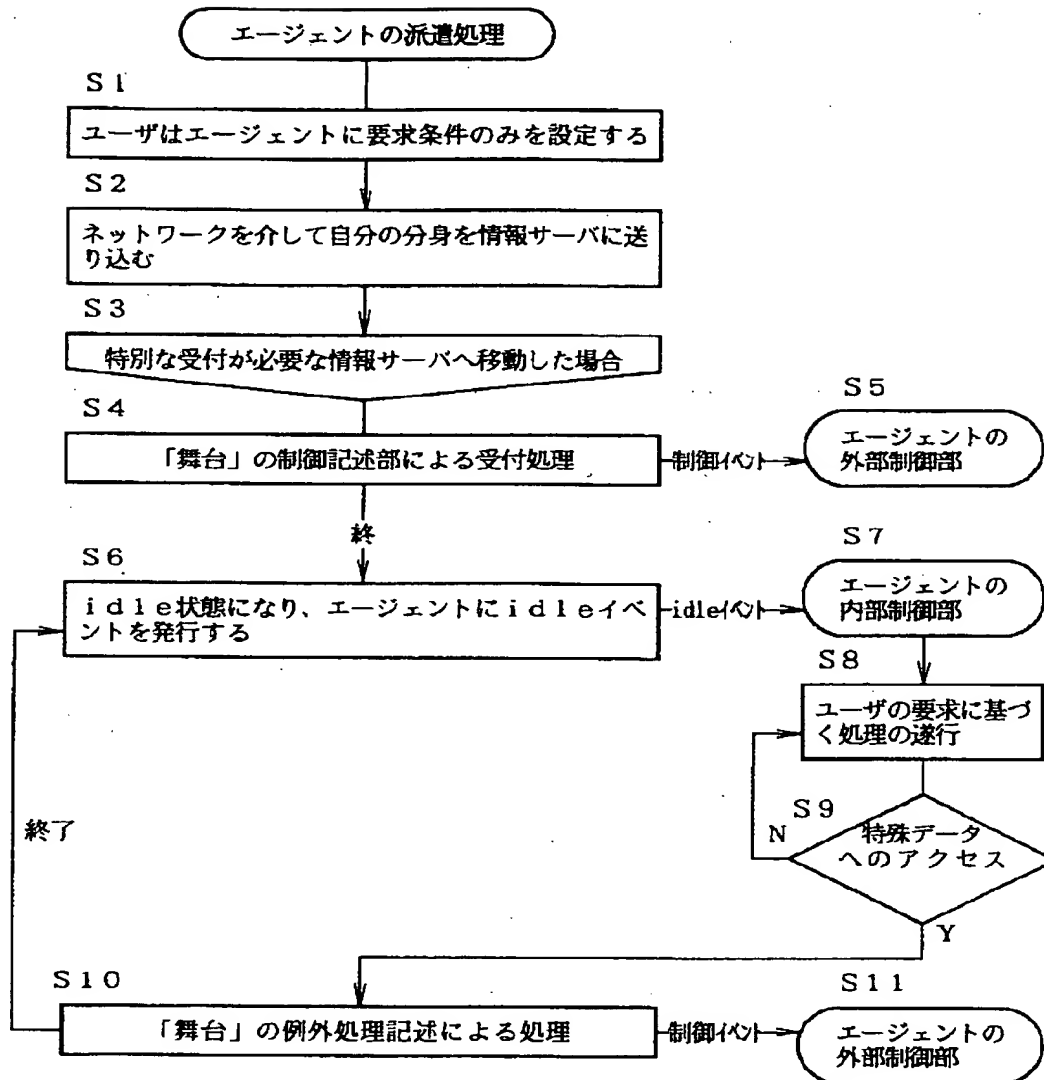 エージェントの派遣処理
S1
ユーザはエージェントに要求条件のみを設定する
S2
ネットワークを介して自分の分身を情報サーバに送
り込む
S3
特別な受付が必要な情報サーバへ移動した場合
S4
「舞台」の制御記述部による受付処理
制御イベント
S5
エージェントの
外部制御部
終
S6
idle状態になり、エージェントにidleイベ
ントを発行する
idleイベント
S7
エージェントの
内部制御部
S8
ユーザの要求に基づ
く処理の遂行
S9
特殊データ
へのアクセス
N
Y
終了
S10
「舞台」の例外処理記述による処理
制御イベント
S11
エージェントの
外部制御部